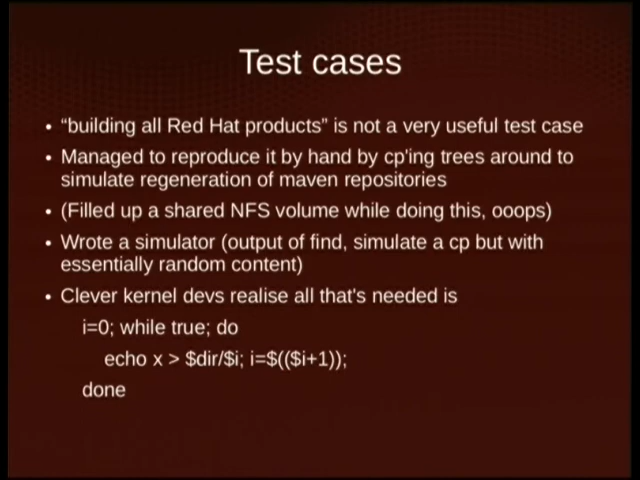 Test cases
• “building all Red Hat products” is not a very useful test case
• Managed to reproduce it by hand by cp'ing trees around to
simulate regeneration of maven repositories
• (Filled up a shared NFS volume while doing this, ooops)
• Wrote a simulator (output of find, simulate a cp but with
essentially random content)
• Clever kernel devs realise all that's needed is
i=0; while true; do
echo x > $dir/$i; i=$(($i+1));
done